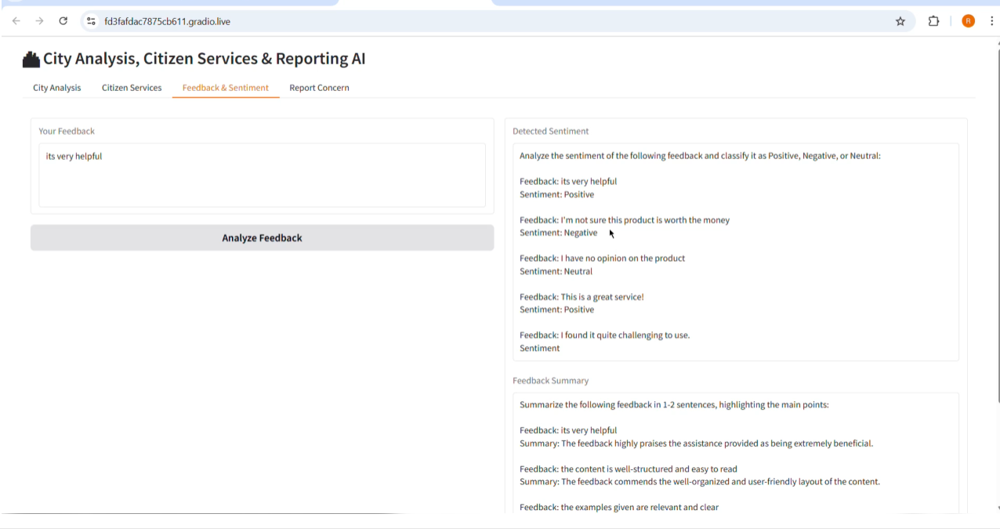 fd3fafdac7875cb611.gradio.live
R
City Analysis, Citizen Services & Reporting AI
City Analysis
Citizen Services
Feedback & Sentiment
Report Concern
Your Feedback
its very helpful
Analyze Feedback
Detected Sentiment
Analyze the sentiment of the following feedback and classify it as Positive, Negative, or Neutral:
Feedback: its very helpful
Sentiment: Positive
Feedback: I'm not sure this product is worth the money
Sentiment: Negative
Feedback: I have no opinion on the product
Sentiment: Neutral
Feedback: This is a great service!
Sentiment: Positive
Feedback: I found it quite challenging to use.
Sentiment
Feedback Summary
Summarize the following feedback in 1-2 sentences, highlighting the main points:
Feedback: its very helpful
Summary: The feedback highly praises the assistance provided as being extremely beneficial.
Feedback: the content is well-structured and easy to read
Summary: The feedback commends the well-organized and user-friendly layout of the content.
Feedback: the examples given are relevant and clear